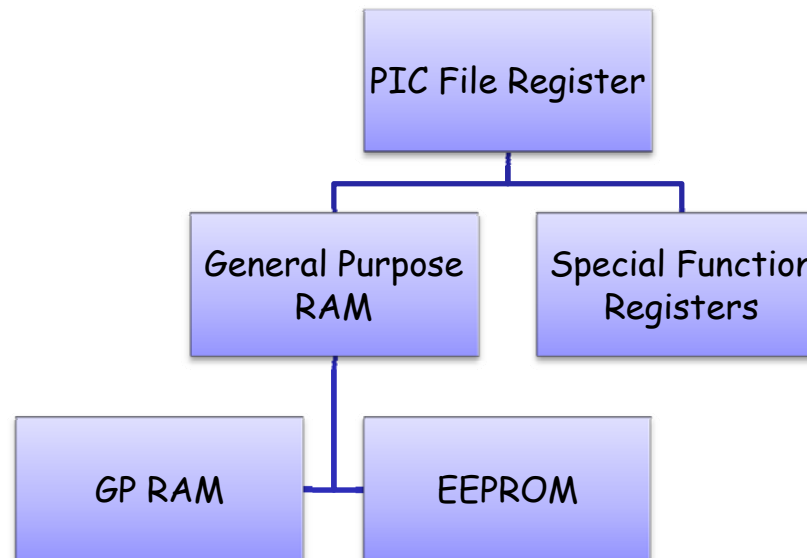 PIC File Register
General Purpose
RAM
Special Function
Registers
GP RAM
EEPROM